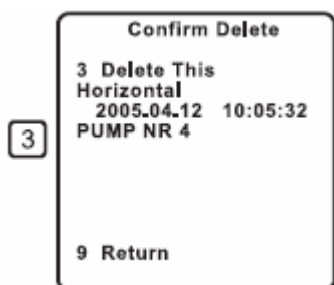 Confirm Delete
3 Delete This
Horizontal
2005.04.12 10:05:32
3
PUMP NR 4
9 Return